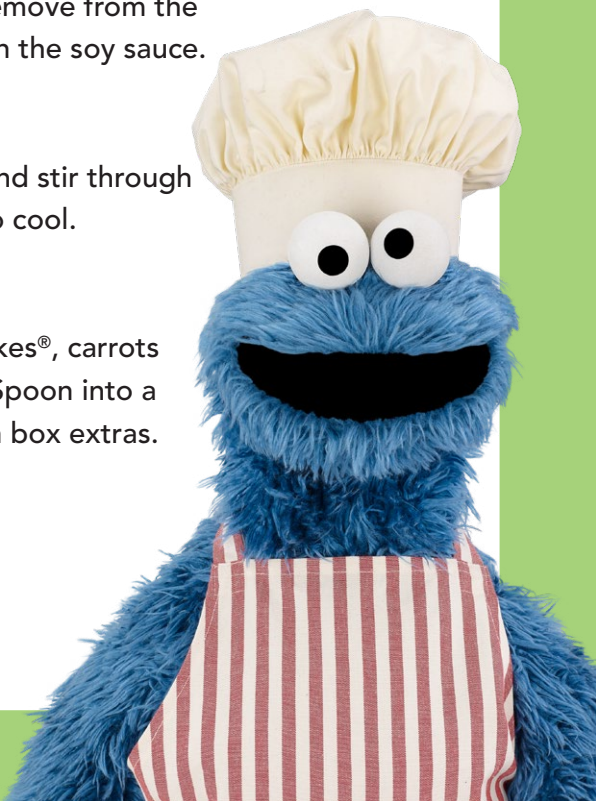 emove from the
n the soy sauce.
nd stir through
o cool.
kes®, carrots
Spoon into a
n box extras.